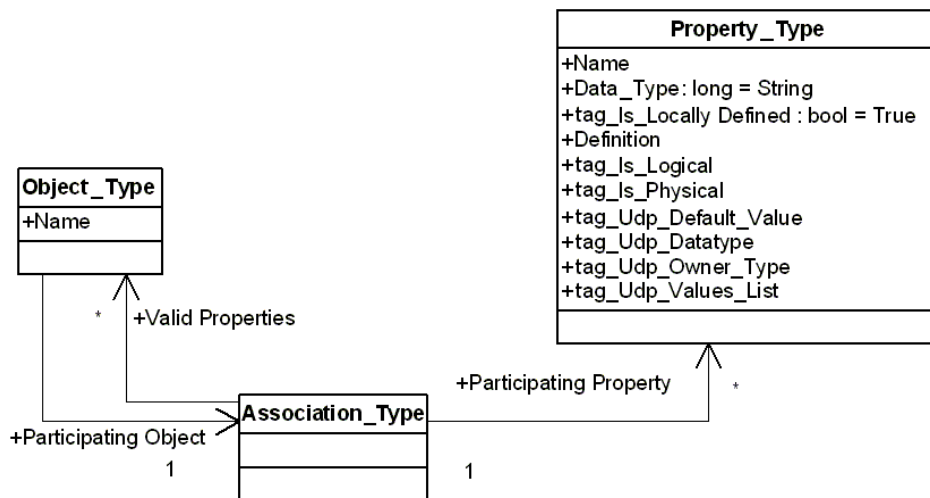 Property_Type
+Name
+Data_Type: long = String
+tag_Is_Locally Defined : bool = True
+Definition
+tag_Is_Logical
+tag_Is_Physical
+tag_Udp_Default_Value
+tag_Udp_Datatype
+tag_Udp_Owner_Type
+tag_Udp_Values_List
Object_Type
+Name
*
+Valid Properties
+Participating Property
*
Association_Type
+Participating Object
1
1